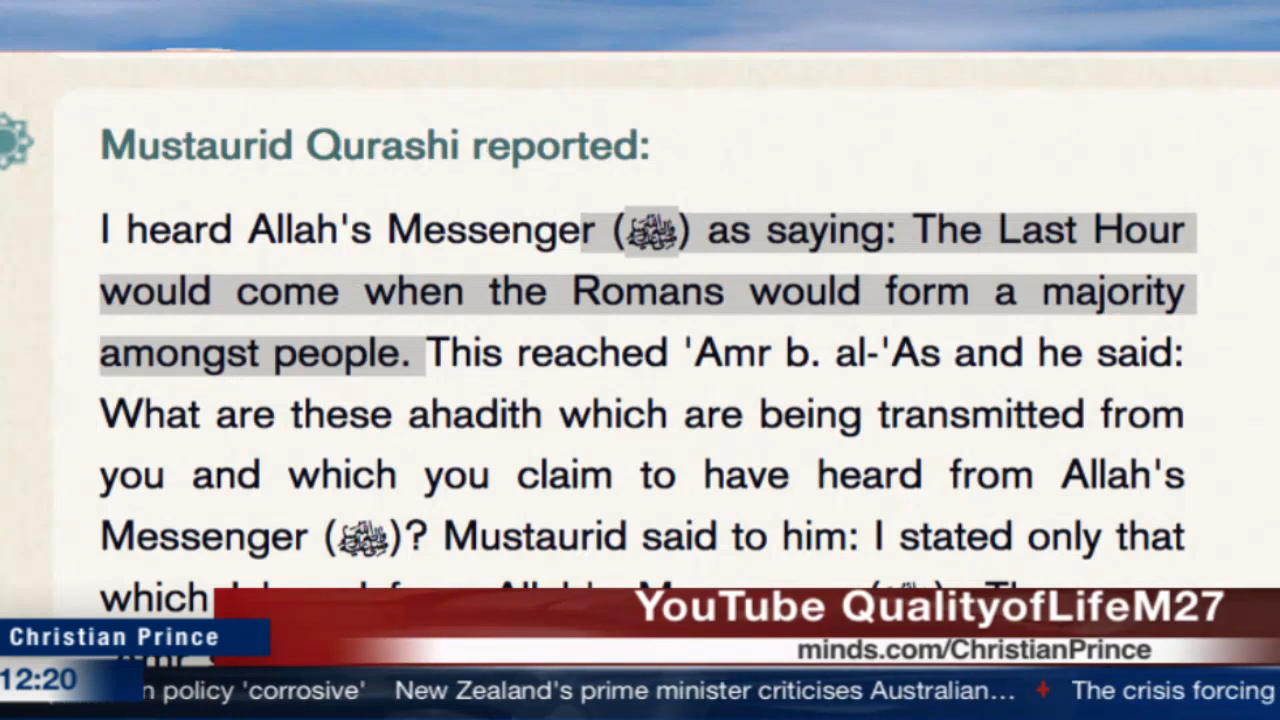 Mustaurid Qurashi reported:
I heard Allah's Messenger (ﷺ) as saying: The Last Hour
would come when the Romans would form a majority
amongst people. This reached 'Amr b. al-'As and he said:
What are these ahadith which are being transmitted from
you and which you claim to have heard from Allah's
Messenger (ﷺ)? Mustaurid said to him: I stated only that
which
YouTube QualityofLifeM27
Christian Prince
minds.com/ChristianPrince
12:20
n policy 'corrosive' New Zealand's prime minister criticises Australian... The crisis forcing